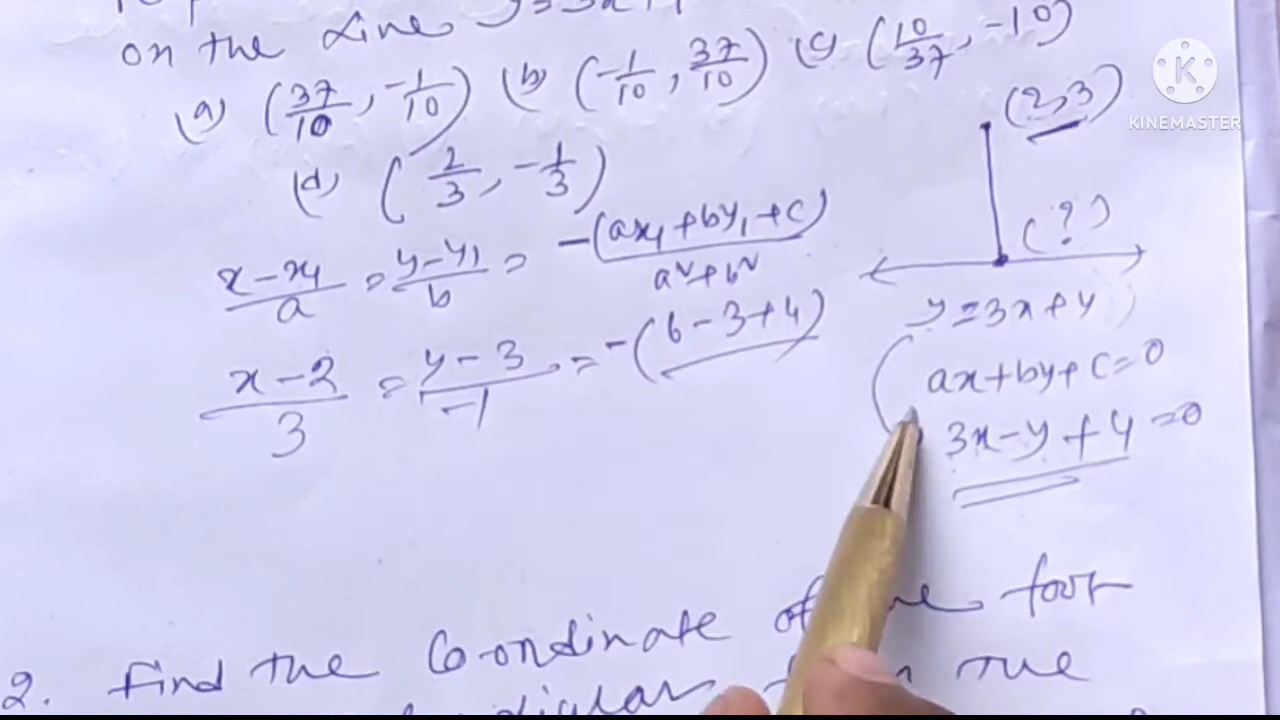 on the Line y=3x+
(a) (37/10, -1/10) (b) (-1/10, 37/10) (c) (10/37, -10)
(d) (2/3, -1/3)
(2,3)
KINEMASTER
(x-x₁)/a = (y-y₁)/b = -(ax₁+by₁+c)/(a²+b²)
(?)
y=3x+4
(x-2)/3 = (y-3)/-1 = -(6-3+4)
ax+by+c=0
3x-y+4=0
2. Find the Co-ordinate of foot
the